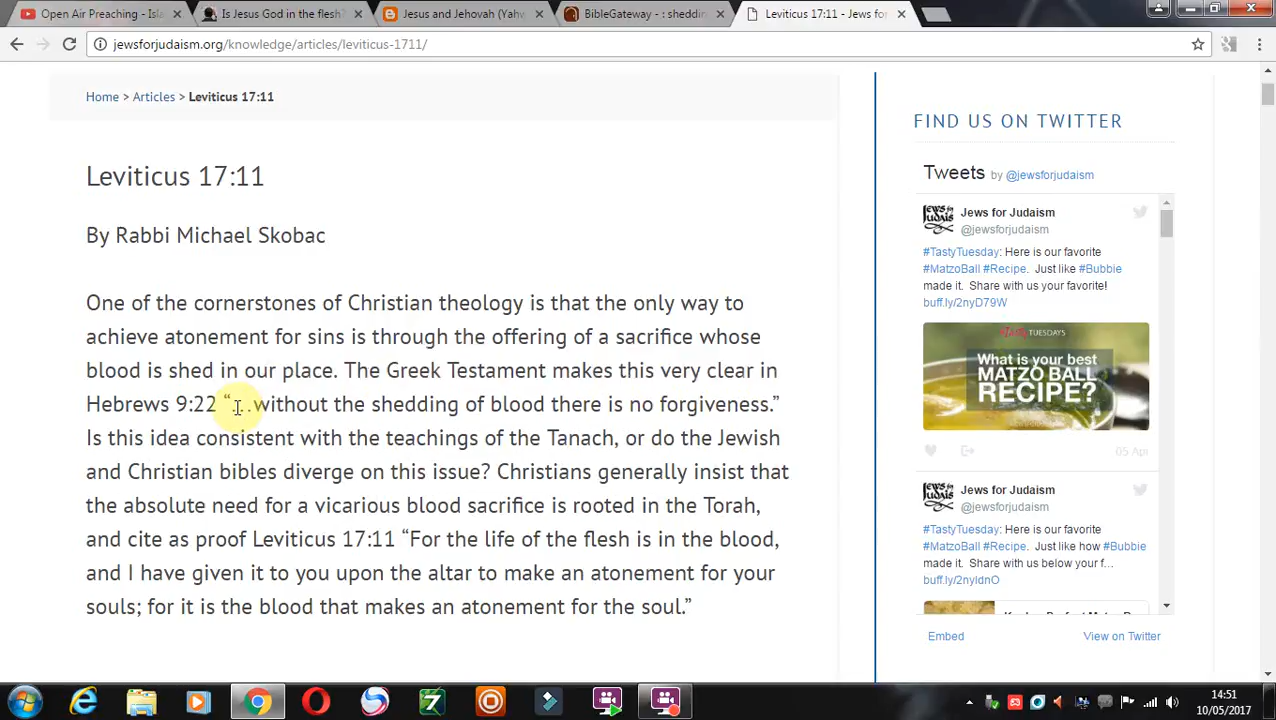 Open Air Preaching - Isla
Is Jesus God in the flesh?
Jesus and Jehovah (Yahw
BibleGateway - : sheddin
Leviticus 17:11 - Jews for
jewsforjudaism.org/knowledge/articles/leviticus-1711/
Home > Articles > Leviticus 17:11
Leviticus 17:11
By Rabbi Michael Skobac
One of the cornerstones of Christian theology is that the only way to
achieve atonement for sins is through the offering of a sacrifice whose
blood is shed in our place. The Greek Testament makes this very clear in
Hebrews 9:22 “…without the shedding of blood there is no forgiveness.”
Is this idea consistent with the teachings of the Tanach, or do the Jewish
and Christian bibles diverge on this issue? Christians generally insist that
the absolute need for a vicarious blood sacrifice is rooted in the Torah,
and cite as proof Leviticus 17:11 “For the life of the flesh is in the blood,
and I have given it to you upon the altar to make an atonement for your
souls; for it is the blood that makes an atonement for the soul.”
FIND US ON TWITTER
Tweets by @jewsforjudaism
Jews for Judaism
@jewsforjudaism
#TastyTuesday: Here is our favorite
#MatzoBall #Recipe. Just like #Bubbie
made it. Share with us your favorite!
buff.ly/2nyD79W
Tasty TUESDAYS
What is your best
MATZO BALL
RECIPE?
05 Apr
Jews for Judaism
@jewsforjudaism
#TastyTuesday: Here is our favorite
#MatzoBall #Recipe. Just how #Bubbie
made it. Share with us below your f…
buff.ly/2nyIdnO
Embed
View on Twitter
14:51
10/05/2017